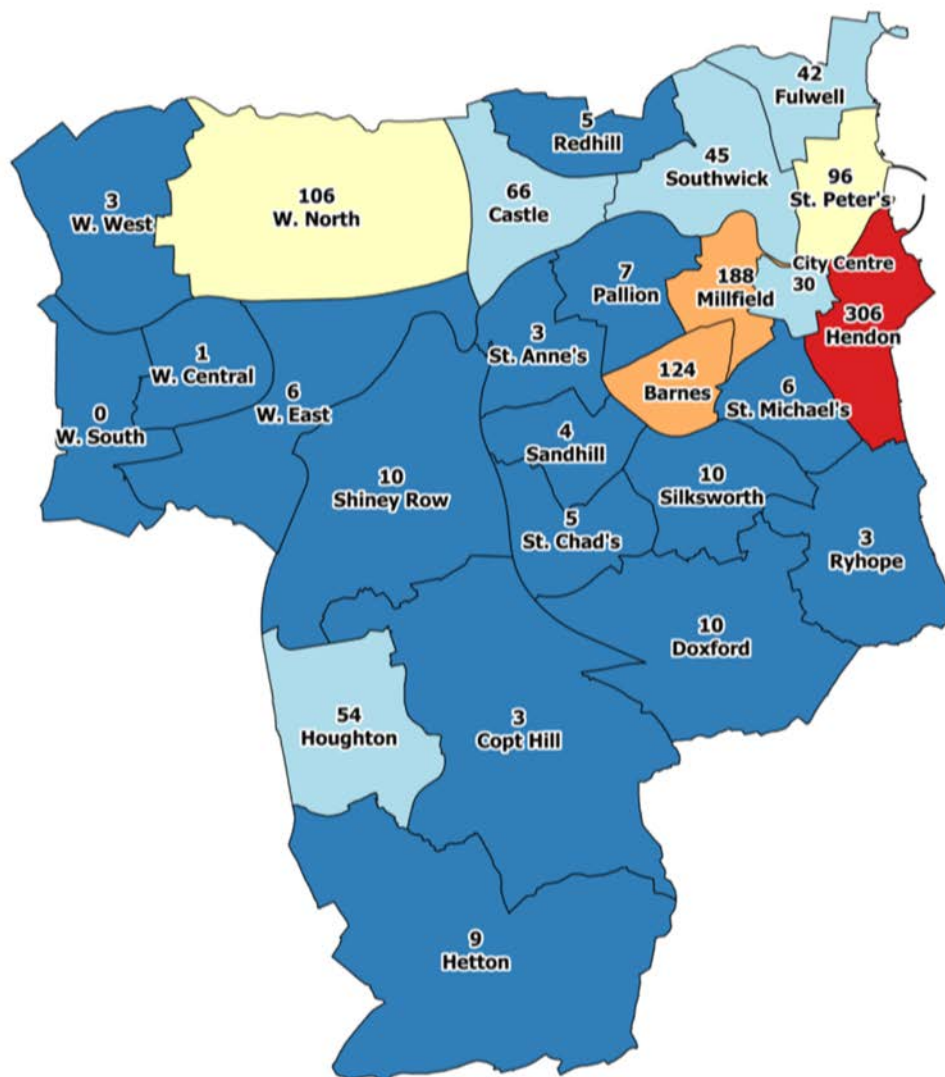 42
Fulwell
5
Redhill
45
Southwick
96
St. Peter's
3
W. West
106
W. North
66
Castle
7
Pallion
188
Millfield
City Centre
30
306
Hendon
1
W. Central
3
St. Anne's
124
Barnes
6
St. Michael's
0
W. South
6
W. East
4
Sandhill
10
Shiney Row
10
Silksworth
5
St. Chad's
3
Ryhope
10
Doxford
54
Houghton
3
Copt Hill
9
Hetton